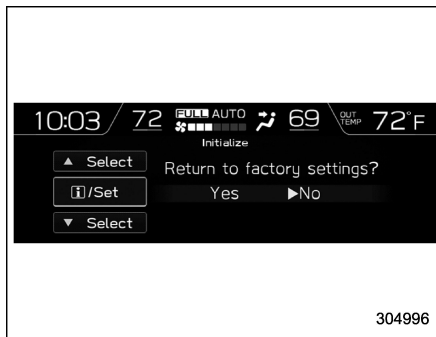 10:03 72 FULL AUTO 69 OUT TEMP 72°F
Initialize
▲ Select
Return to factory settings?
i/Set
Yes ▶No
▼ Select
304996